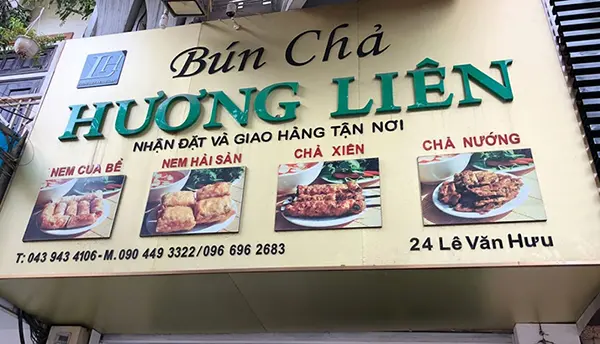 LH
Bún Chả
HƯƠNG LIÊN
NHẬN ĐẶT VÀ GIAO HÀNG TẬN NƠI
NEM CUA BỂ
NEM HẢI SẢN
CHẢ XIÊN
CHẢ NƯỚNG
T: 043 943 4106 - M. 090 449 3322 / 096 696 2683
24 Lê Văn Hưu